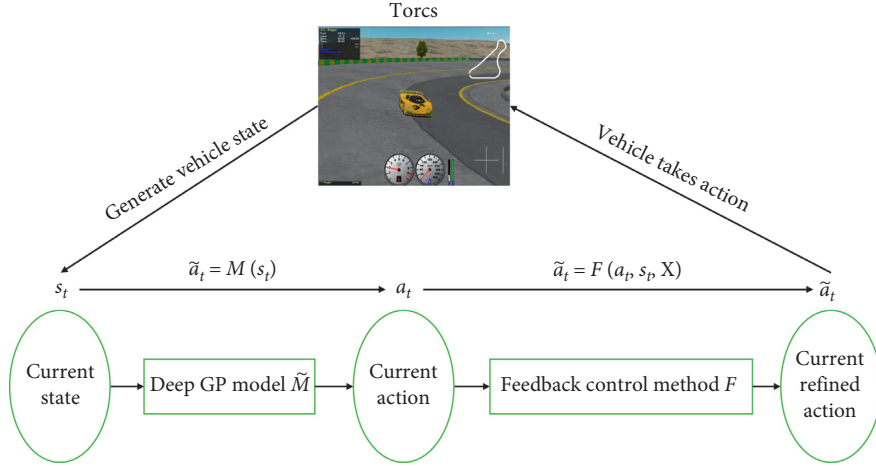 Torcs
Generate vehicle state
Vehicle takes action
ã_t = M (s_t)
ã_t = F (a_t, s_t, X)
s_t
a_t
ã_t
Current
state
Deep GP model M̃
Current
action
Feedback control method F
Current
refined
action